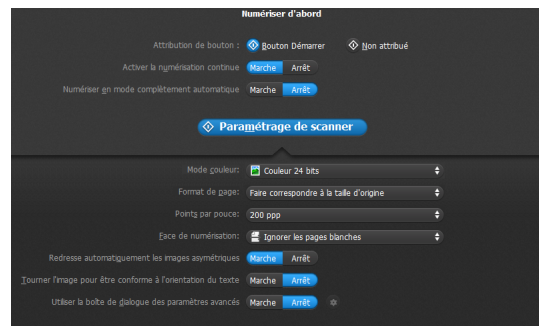 Numériser d'abord
Attribution de bouton : Bouton Démarrer Non attribué
Activer la numérisation continue Marche Arrêt
Numériser en mode complètement automatique Marche Arrêt
Paramétrage de scanner
Mode couleur: Couleur 24 bits
Format de page: Faire correspondre à la taille d'origine
Points par pouce: 200 ppp
Face de numérisation: Ignorer les pages blanches
Redresse automatiquement les images asymétriques Marche Arrêt
Tourner l'image pour être conforme à l'orientation du texte Marche Arrêt
Utiliser la boîte de dialogue des paramètres avancés Marche Arrêt